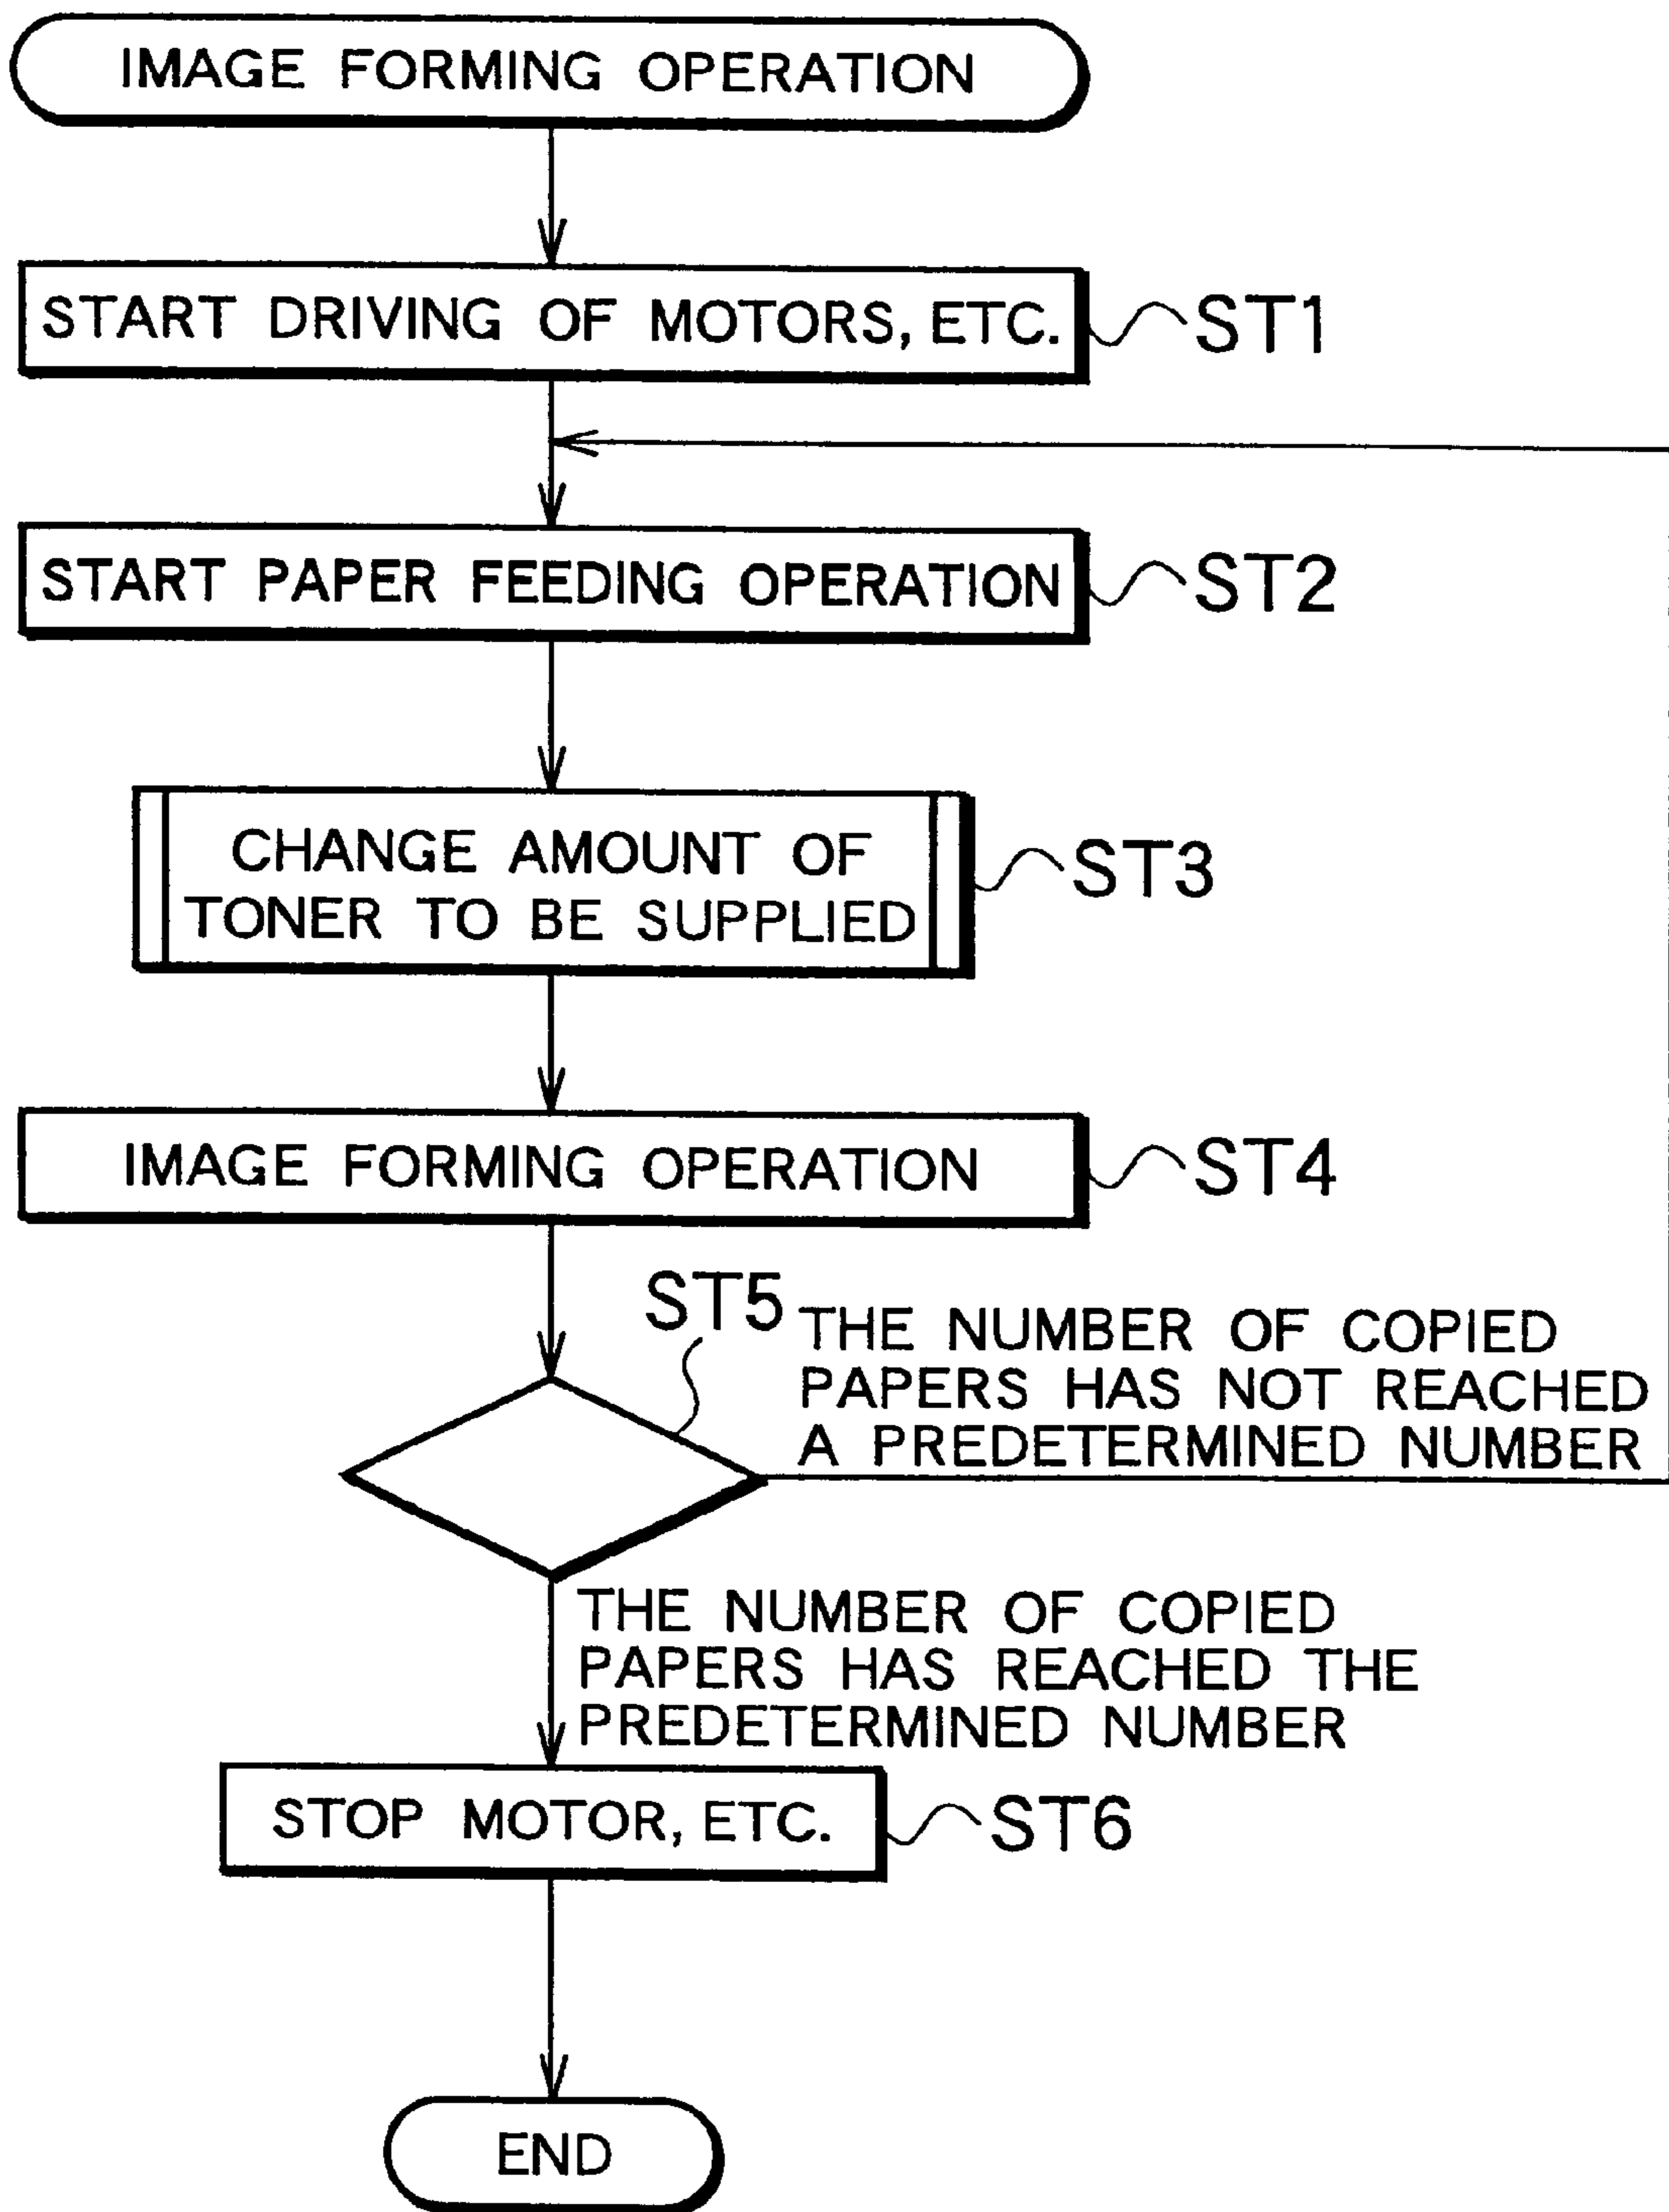 IMAGE FORMING OPERATION
START DRIVING OF MOTORS, ETC.
ST1
START PAPER FEEDING OPERATION
ST2
CHANGE AMOUNT OF
TONER TO BE SUPPLIED
ST3
IMAGE FORMING OPERATION
ST4
ST5
THE NUMBER OF COPIED
PAPERS HAS NOT REACHED
A PREDETERMINED NUMBER
THE NUMBER OF COPIED
PAPERS HAS REACHED THE
PREDETERMINED NUMBER
STOP MOTOR, ETC.
ST6
END